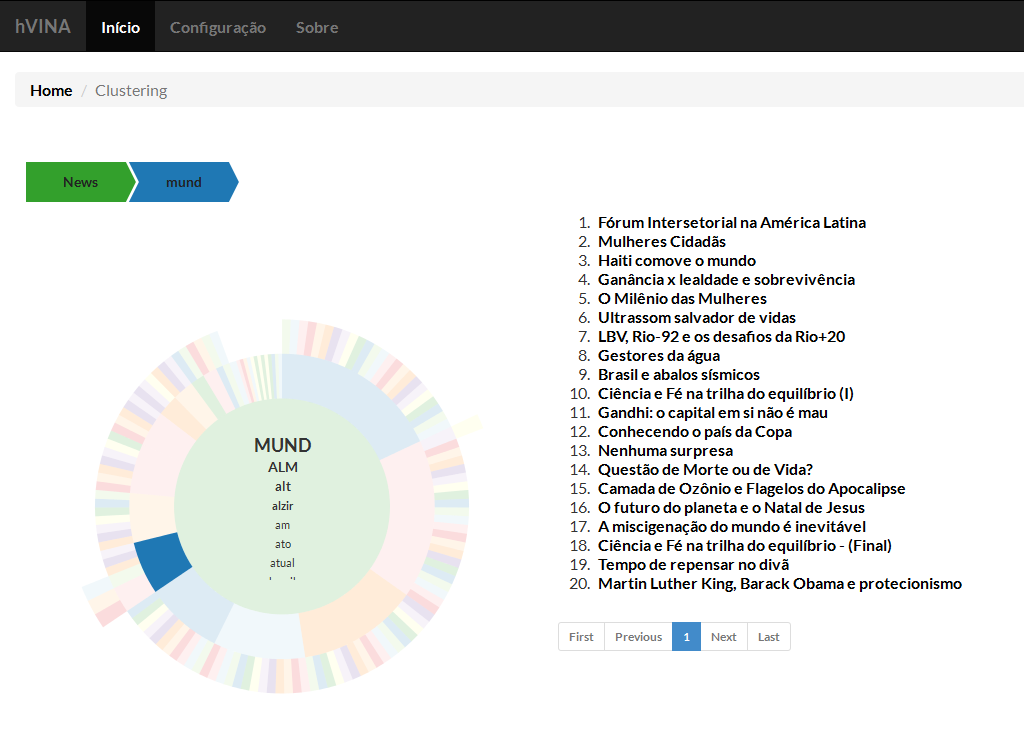 hVINA Início Configuração Sobre
Home / Clustering
News mund
MUND
ALM
alt
alzir
am
ato
atual
1. Fórum Intersetorial na América Latina
2. Mulheres Cidadãs
3. Haiti comove o mundo
4. Ganância x lealdade e sobrevivência
5. O Milênio das Mulheres
6. Ultrassom salvador de vidas
7. LBV, Rio-92 e os desafios da Rio+20
8. Gestores da água
9. Brasil e abalos sísmicos
10. Ciência e Fé na trilha do equilíbrio (I)
11. Gandhi: o capital em si não é mau
12. Conhecendo o país da Copa
13. Nenhuma surpresa
14. Questão de Morte ou de Vida?
15. Camada de Ozônio e Flagelos do Apocalipse
16. O futuro do planeta e o Natal de Jesus
17. A miscigenação do mundo é inevitável
18. Ciência e Fé na trilha do equilíbrio - (Final)
19. Tempo de repensar no divã
20. Martin Luther King, Barack Obama e protecionismo
First Previous 1 Next Last